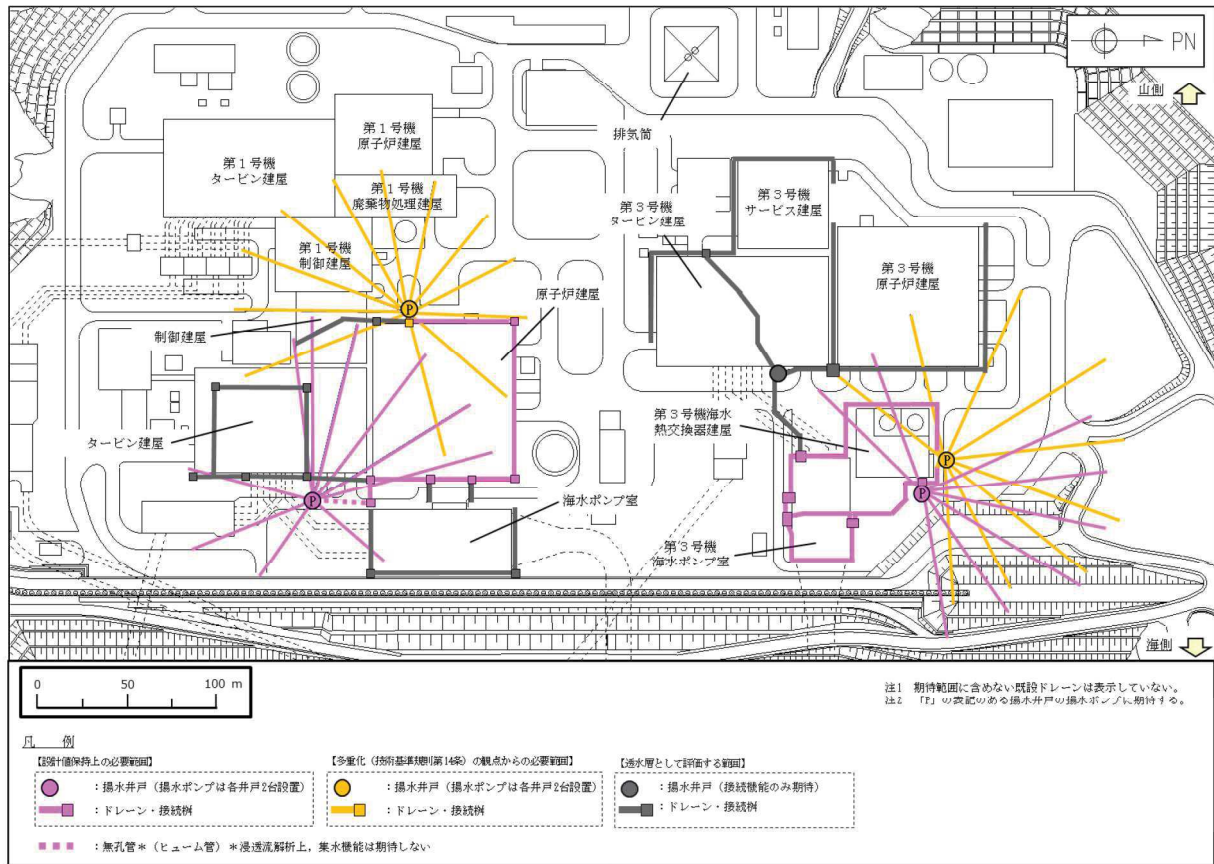 PN
山側
第1号機
原子炉建屋
排気筒
第1号機
タービン建屋
第1号機
廃棄物処理建屋
第3号機
サービス建屋
第3号機
タービン建屋
第1号機
制御建屋
第3号機
原子炉建屋
原子炉建屋
P
制御建屋
第3号機海水
熱交換器建屋
タービン建屋
P
P
P
海水ポンプ室
第3号機
海水ポンプ室
海側
0 50 100 m
注1 期待範囲に含めない既設ドレーンは表示していない。
注2 「P」の表記のある揚水井戸の揚水ポンプに期待する。
凡 例
【設計値保持上の必要範囲】
：揚水井戸（揚水ポンプは各井戸2台設置）
：ドレーン・接続桝
：無孔管＊（ヒューム管）＊浸透流解析上，集水機能は期待しない
【多重化（技術基準規則第14条）の観点からの必要範囲】
：揚水井戸（揚水ポンプは各井戸2台設置）
：ドレーン・接続桝
【透水層として評価する範囲】
：揚水井戸（接続機能のみ期待）
：ドレーン・接続桝